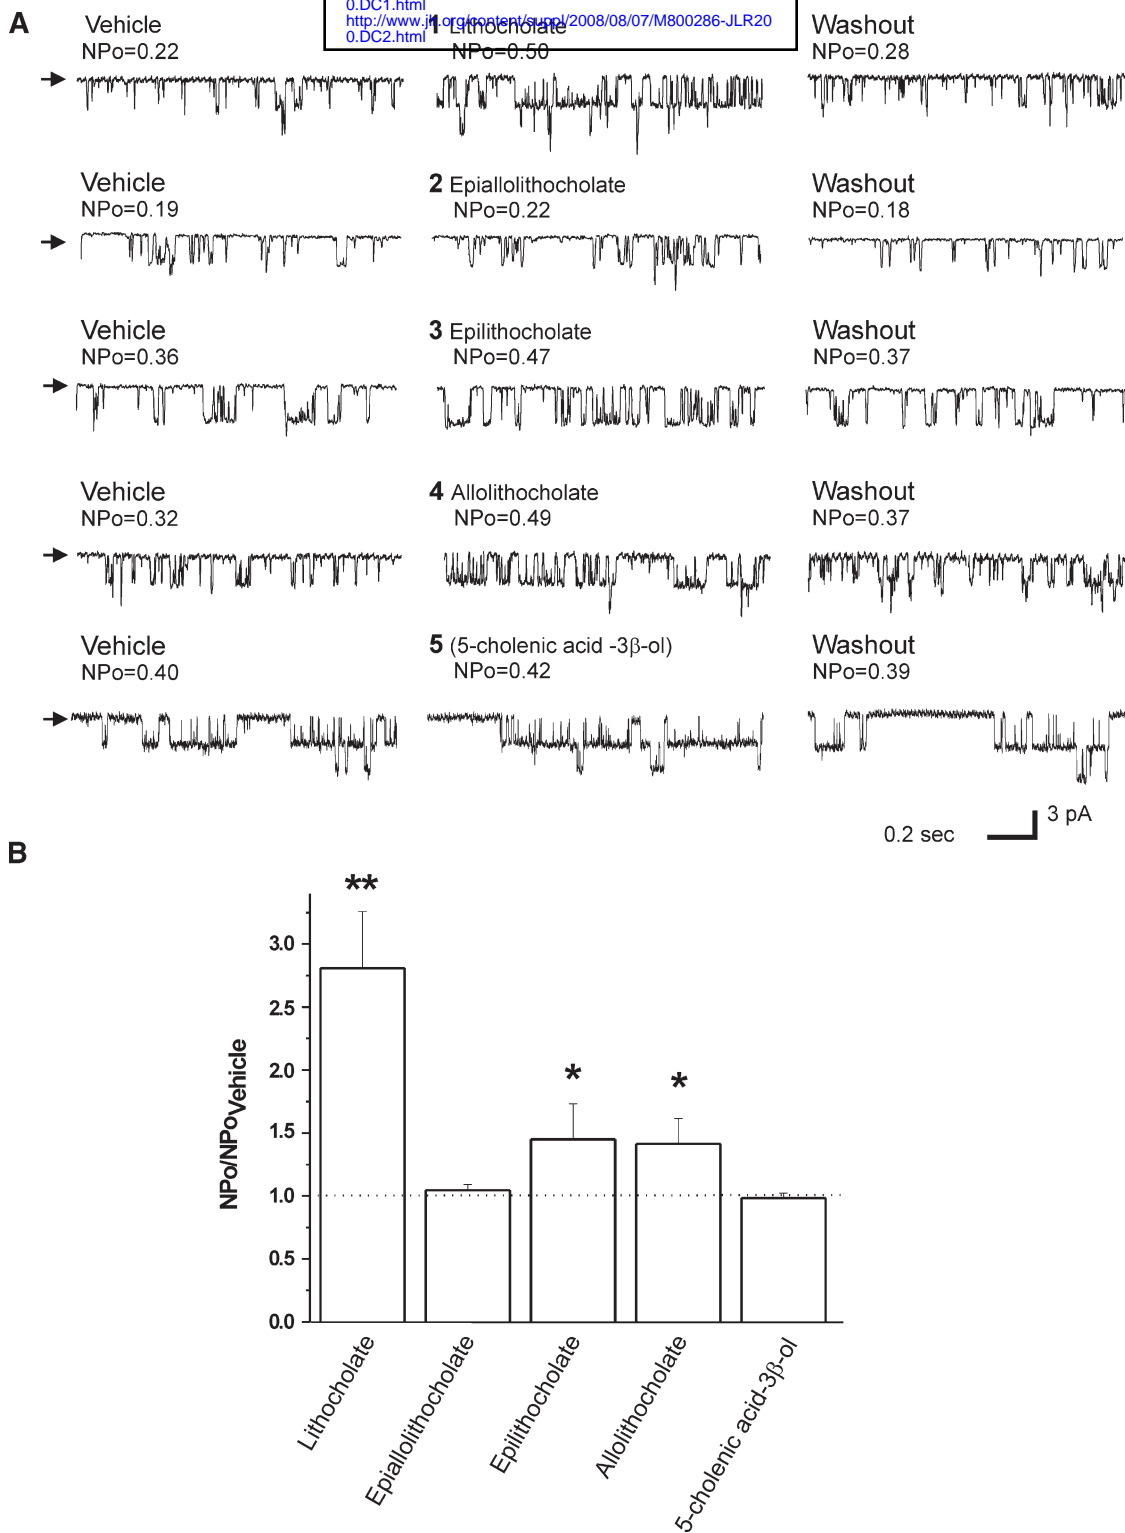 A
0.DC1.html
http://www.jlr.org/content/suppl/2008/08/07/M800286-JLR20
0.DC2.html
Vehicle
NPo=0.22
1 Lithocholate
NPo=0.50
Washout
NPo=0.28
Vehicle
NPo=0.19
2 Epiallolithocholate
NPo=0.22
Washout
NPo=0.18
Vehicle
NPo=0.36
3 Epilithocholate
NPo=0.47
Washout
NPo=0.37
Vehicle
NPo=0.32
4 Allolithocholate
NPo=0.49
Washout
NPo=0.37
Vehicle
NPo=0.40
5 (5-cholenic acid -3β-ol)
NPo=0.42
Washout
NPo=0.39
3 pA
0.2 sec
B
NPo/NPoVehicle
3.0
2.5
2.0
1.5
1.0
0.5
0.0
**
*
*
Lithocholate
Epiallolithocholate
Epilithocholate
Allolithocholate
5-cholenic acid-3β-ol